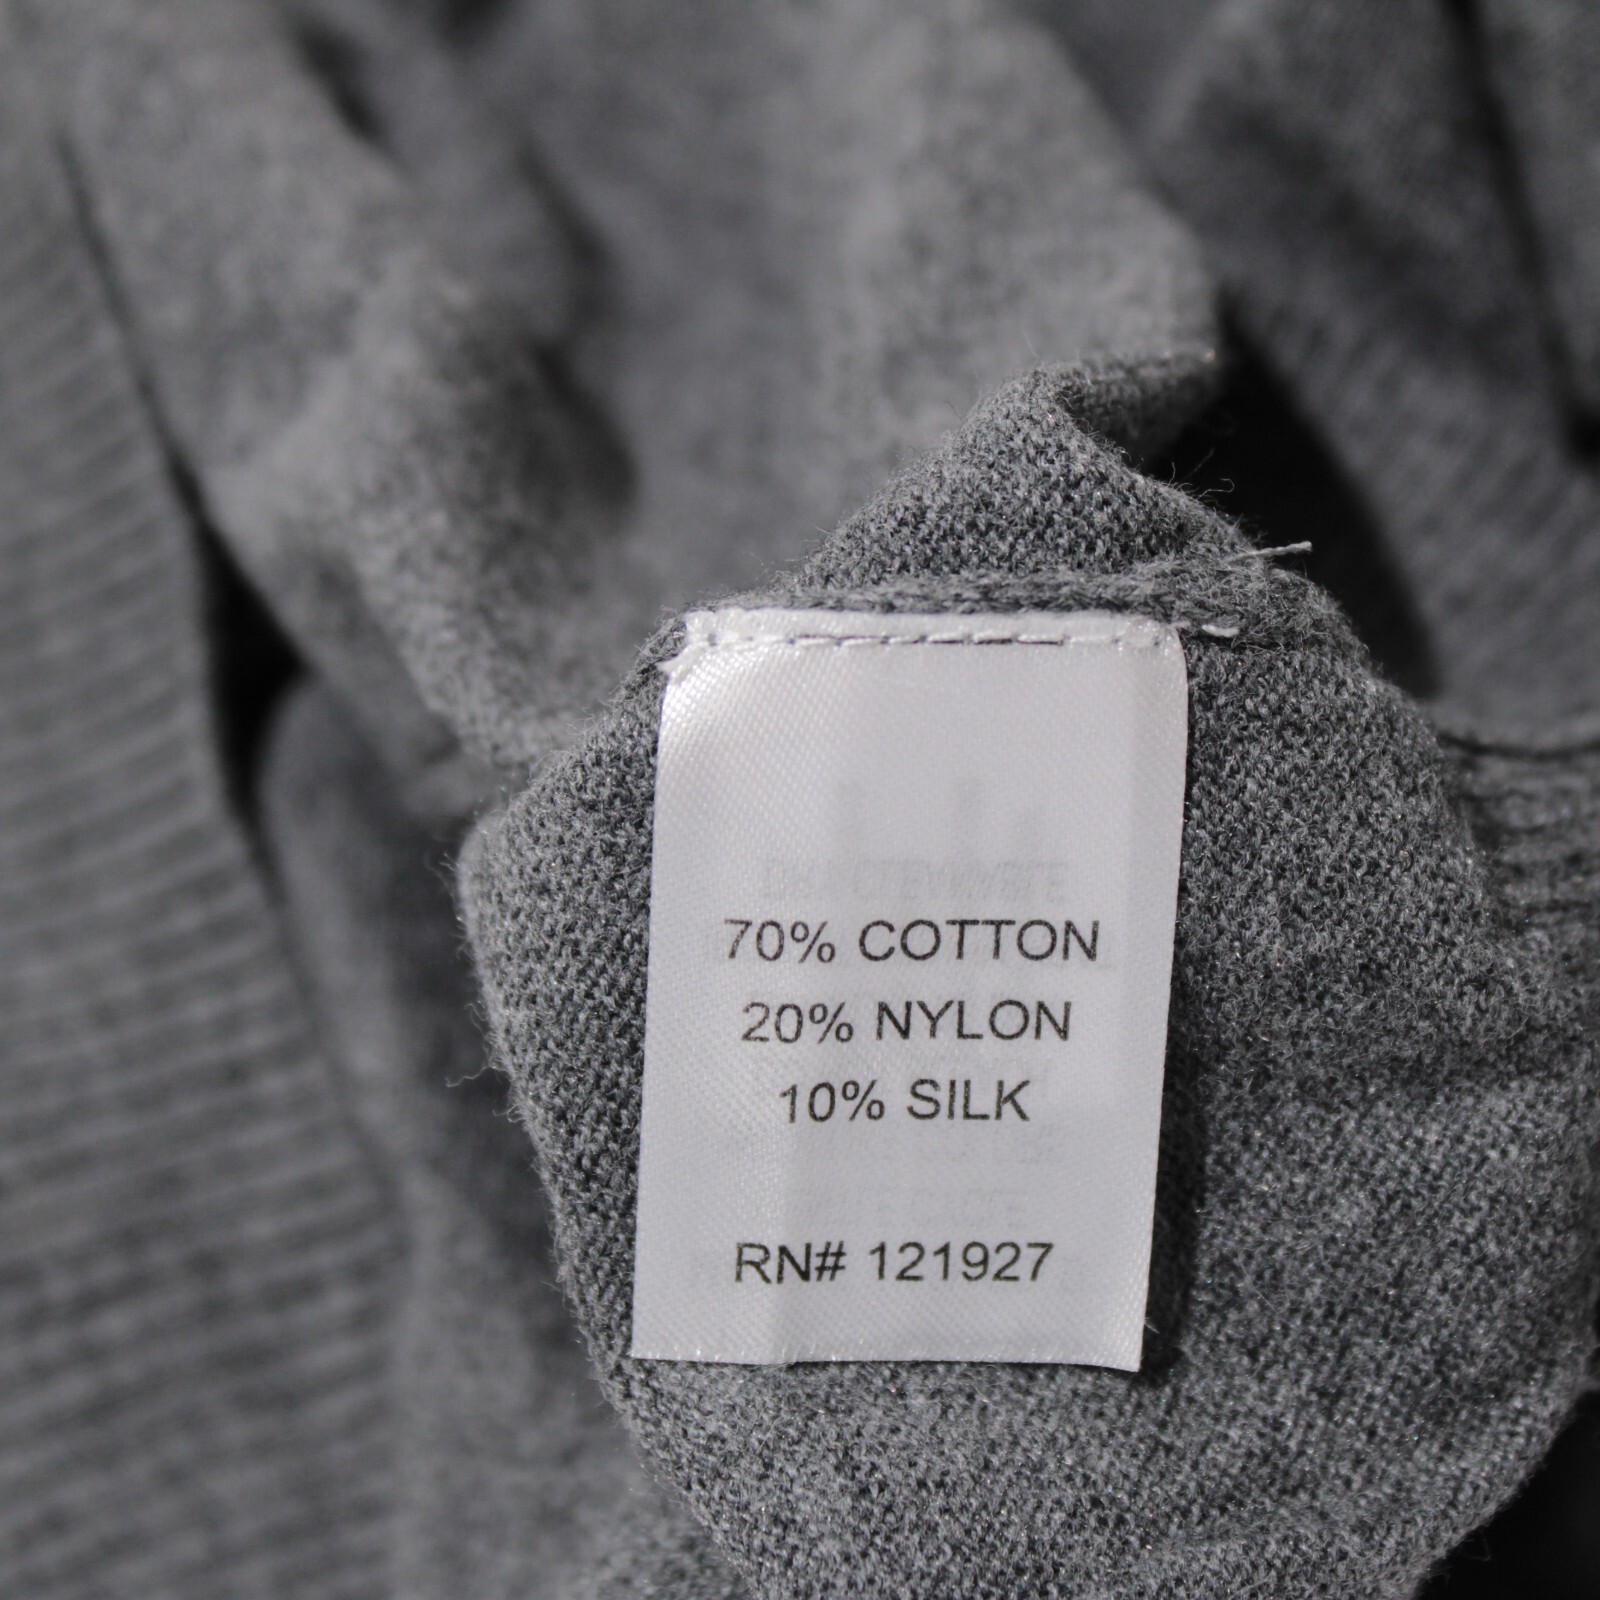 70% COTTON
20% NYLON
10% SILK
RN# 121927